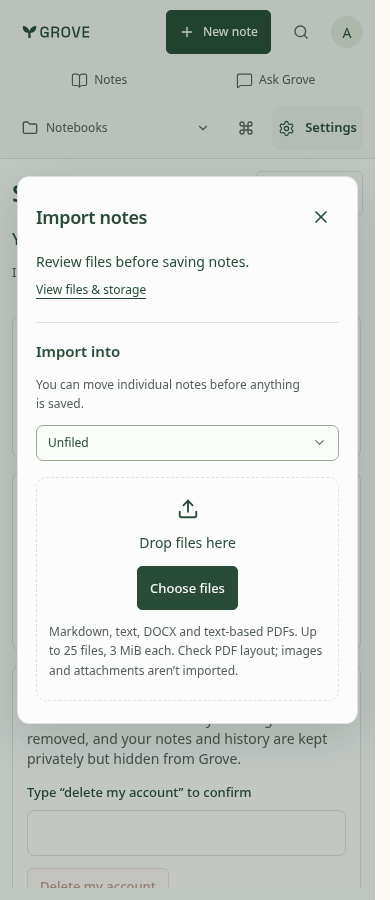 GROVE
New note
A
Notes
Ask Grove
Notebooks
Settings
Import notes
Review files before saving notes.
View files & storage
Import into
You can move individual notes before anything
is saved.
Unfiled
Drop files here
Choose files
Markdown, text, DOCX and text-based PDFs. Up
to 25 files, 3 MiB each. Check PDF layout; images
and attachments aren’t imported.
removed, and your notes and history are kept
privately but hidden from Grove.
Type “delete my account” to confirm
Delete my account